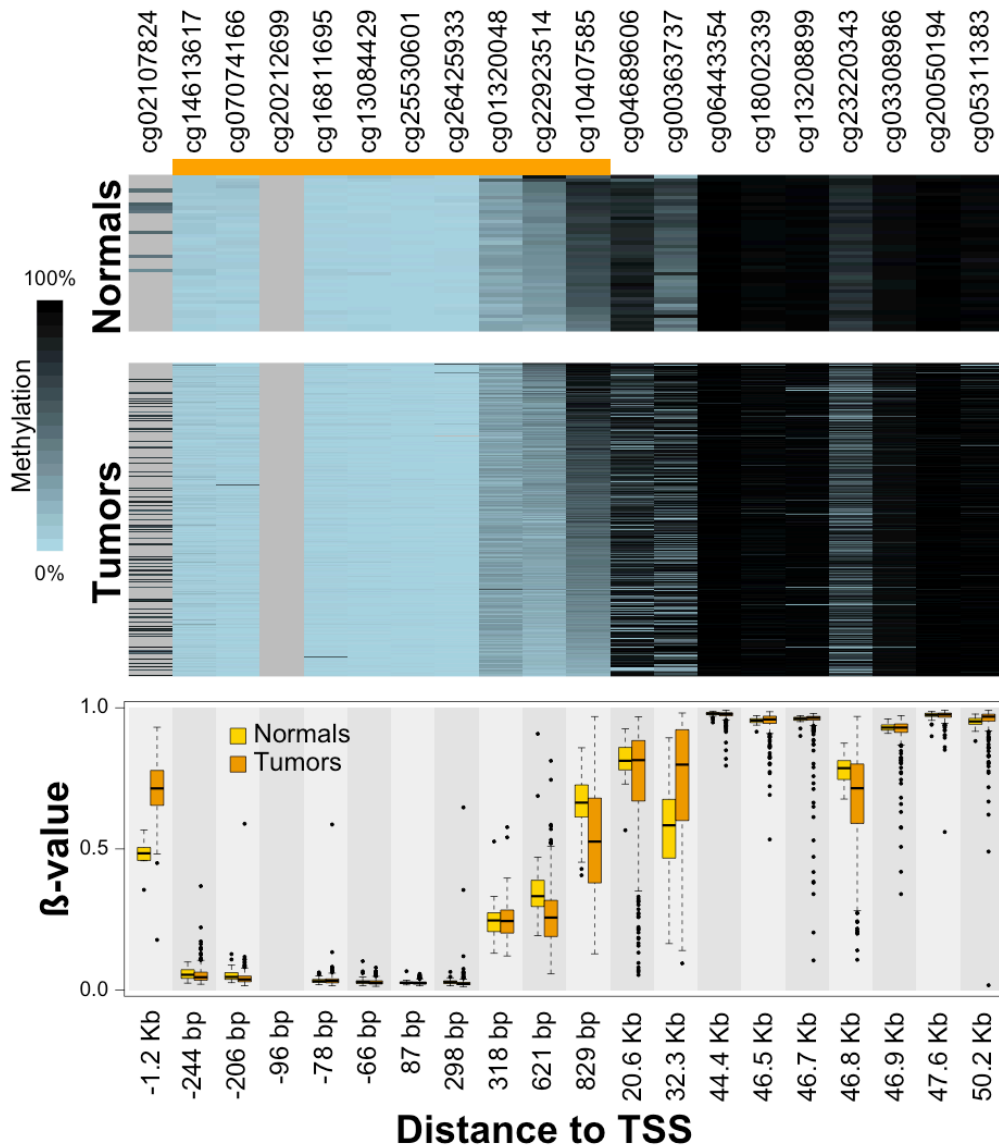 cg02107824
cg14613617
cg07074166
cg20212699
cg16811695
cg13084429
cg25530601
cg26425933
cg01320048
cg22923514
cg10407585
cg04689606
cg00363737
cg06443354
cg18002339
cg13208899
cg23220343
cg03308986
cg20050194
cg05311383
Normals
100%
Methylation
0%
Tumors
1.0
Normals
Tumors
0.5
ß-value
0.0
-1.2 Kb
-244 bp
-206 bp
-96 bp
-78 bp
-66 bp
87 bp
298 bp
318 bp
621 bp
829 bp
20.6 Kb
32.3 Kb
44.4 Kb
46.5 Kb
46.7 Kb
46.8 Kb
46.9 Kb
47.6 Kb
50.2 Kb
Distance to TSS